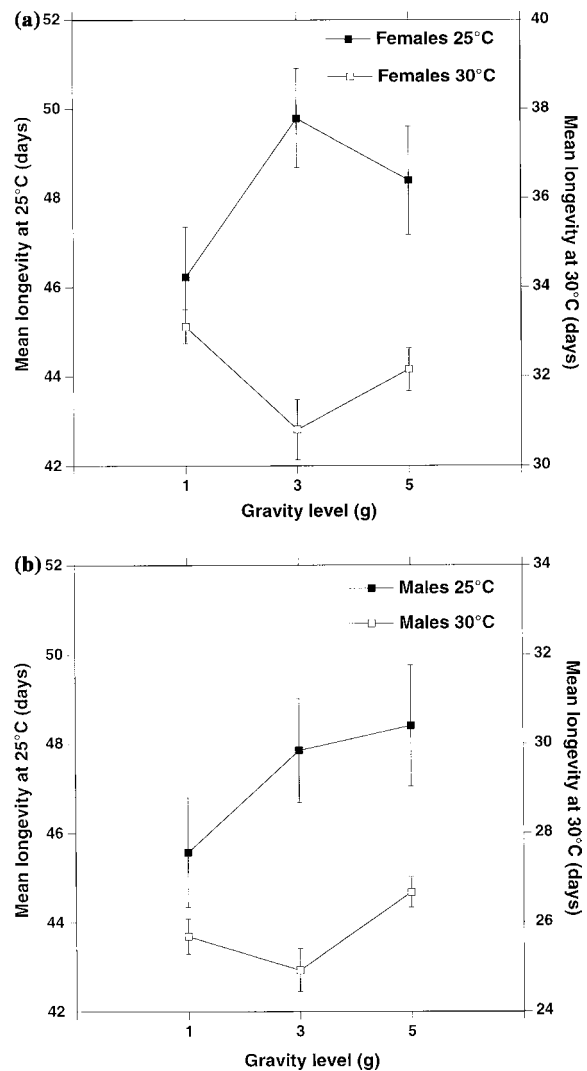 (a)
52
50
48
46
44
42
Mean longevity at 25°C (days)
Females 25°C
Females 30°C
40
38
36
34
32
30
Mean longevity at 30°C (days)
1 3 5
Gravity level (g)
(b)
52
50
48
46
44
42
Mean longevity at 25°C (days)
Males 25°C
Males 30°C
34
32
30
28
26
24
Mean longevity at 30°C (days)
1 3 5
Gravity level (g)